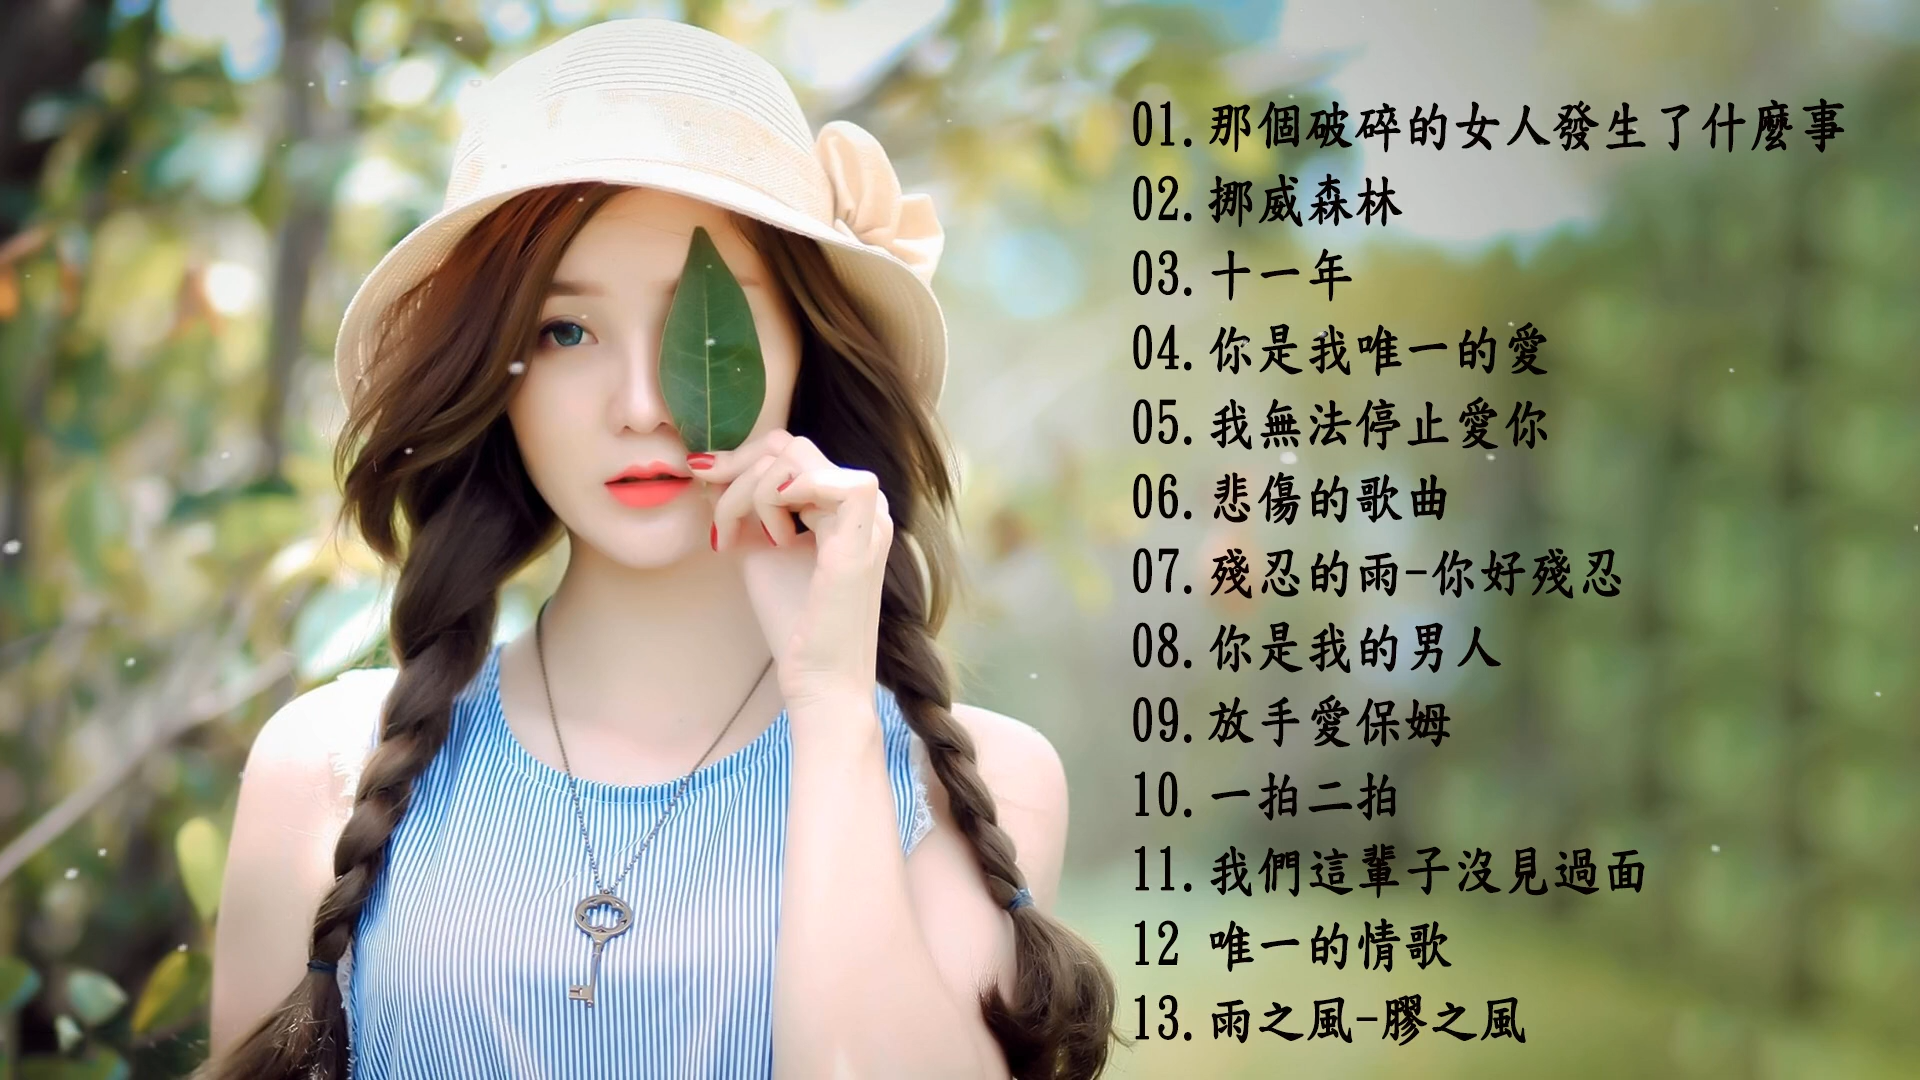 01.那個破碎的女人發生了什麼事
02.挪威森林
03.十一年
04.你是我唯一的愛
05.我無法停止愛你
06.悲傷的歌曲
07.殘忍的雨-你好殘忍
08.你是我的男人
09.放手愛保姆
10.一拍二拍
11.我們這輩子沒見過面
12 唯一的情歌
13.雨之風-膠之風